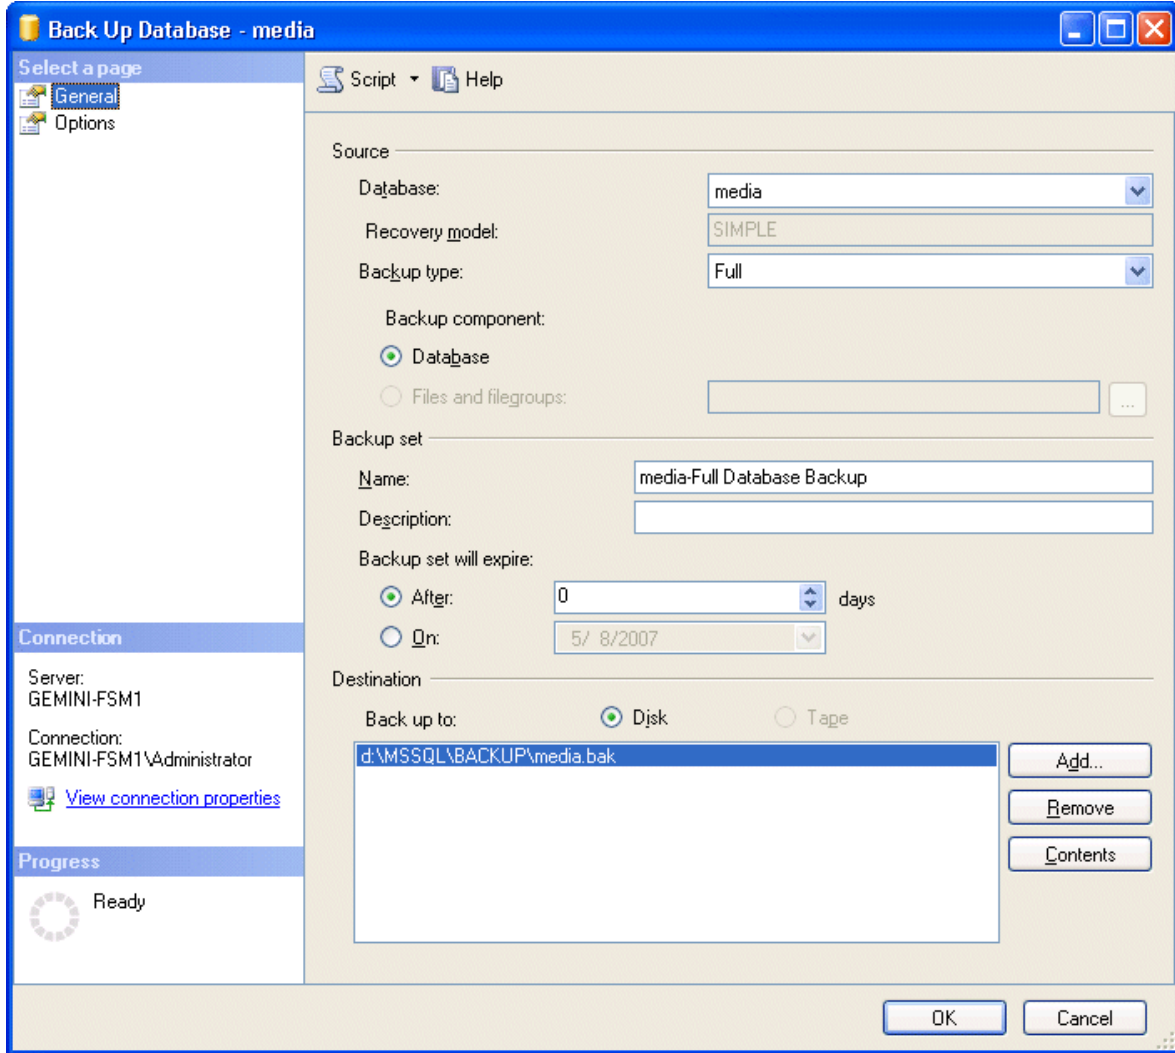 Back Up Database - media
Select a page
General
Options
Script Help
Source
Database: media
Recovery model: SIMPLE
Backup type: Full
Backup component:
Database
Files and filegroups: ...
Backup set
Name: media-Full Database Backup
Description:
Backup set will expire:
After: 0 days
On: 5/ 8/2007
Destination
Back up to: Disk Tape
d:\MSSQL\BACKUP\media.bak
Add...
Remove
Contents
Connection
Server:
GEMINI-FSM1
Connection:
GEMINI-FSM1\Administrator
View connection properties
Progress
Ready
OK Cancel